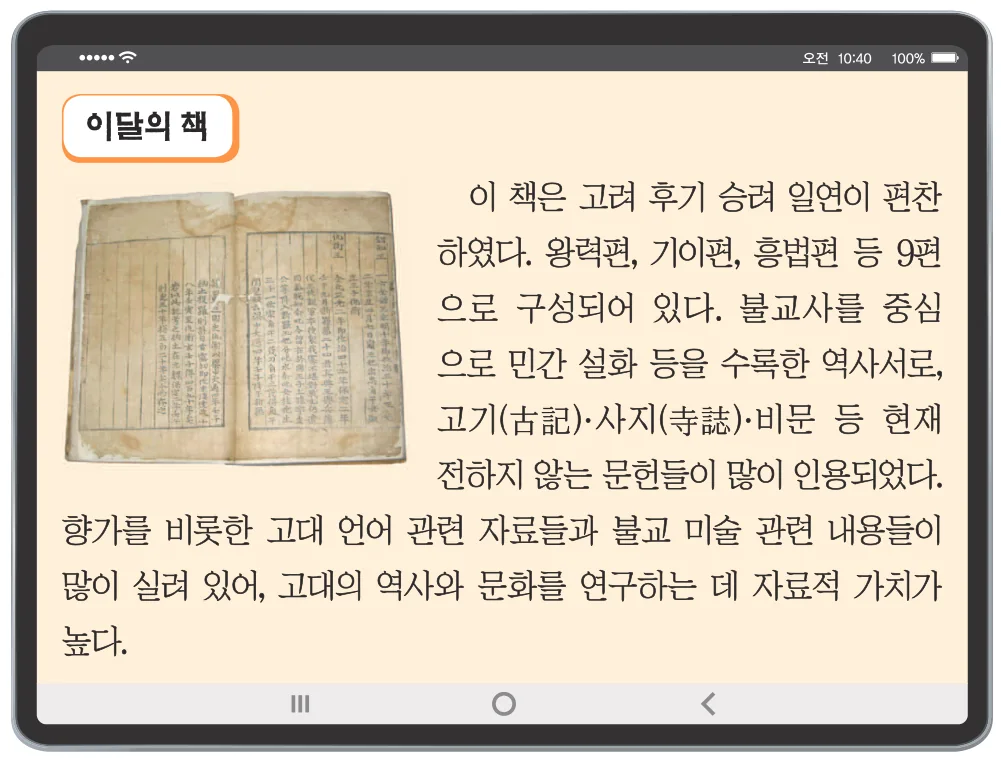 오전 10:40 100%
이달의 책
이 책은 고려 후기 승려 일연이 편찬
하였다. 왕력편, 기이편, 흥법편 등 9편
으로 구성되어 있다. 불교사를 중심
으로 민간 설화 등을 수록한 역사서로,
고기(古記)·사지(寺誌)·비문 등 현재
전하지 않는 문헌들이 많이 인용되었다.
향가를 비롯한 고대 언어 관련 자료들과 불교 미술 관련 내용들이
많이 실려 있어, 고대의 역사와 문화를 연구하는 데 자료적 가치가
높다.